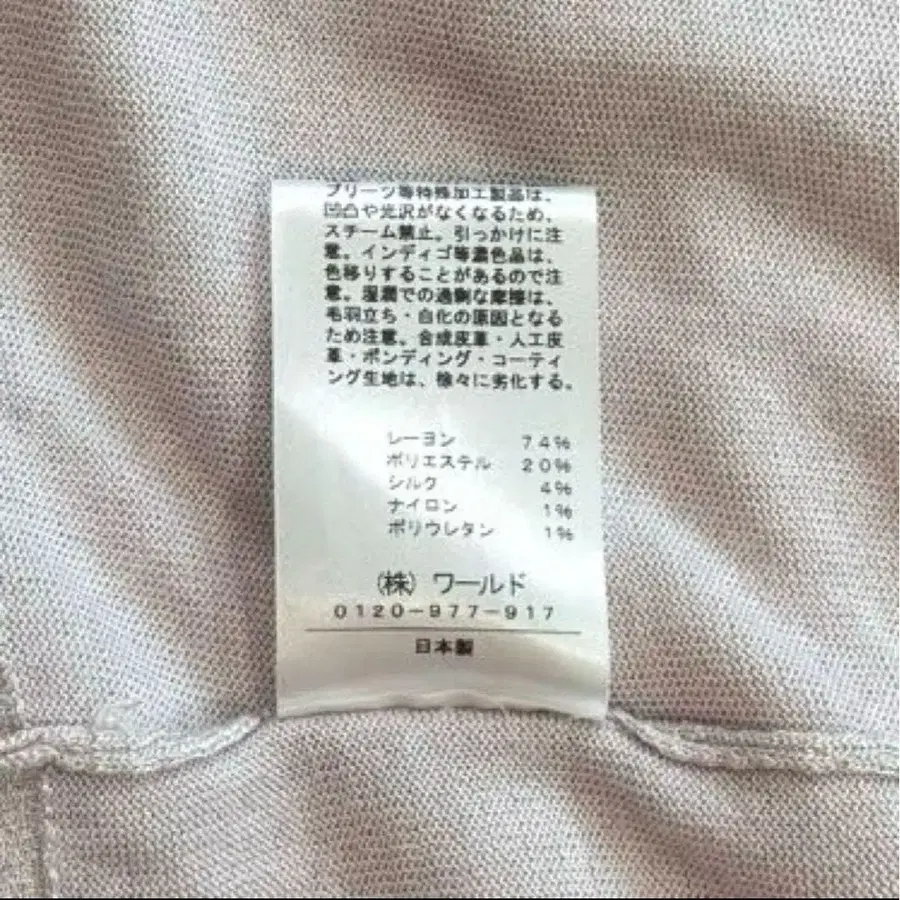 プリーツ等特殊加工製品は、
凹凸や光沢がなくなるため、
スチーム禁止。引っかけに注
意。インディゴ等濃色品は、
色移りすることがあるので注
意。湿潤での過剰な摩擦は、
毛羽立ち・白化の原因となる
ため注意。合成皮革・人工皮
革・ボンディング・コーティ
ング生地は、徐々に劣化する。
レーヨン 74%
ポリエステル 20%
シルク 4%
ナイロン 1%
ポリウレタン 1%
(株) ワールド
0120-977-917
日本製